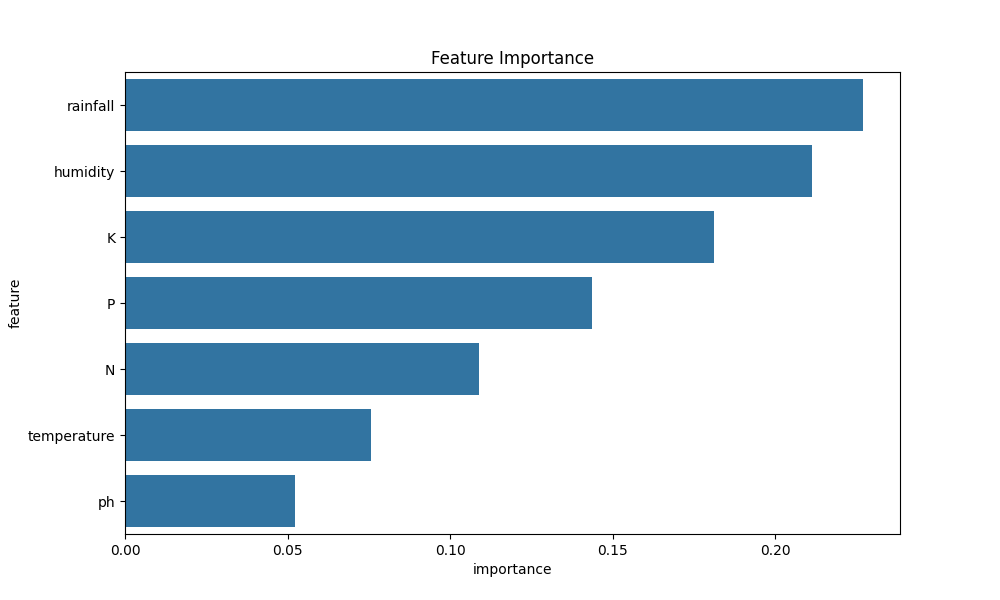 Feature Importance
rainfall
humidity
K
P
N
temperature
ph
feature
0.00 0.05 0.10 0.15 0.20
importance